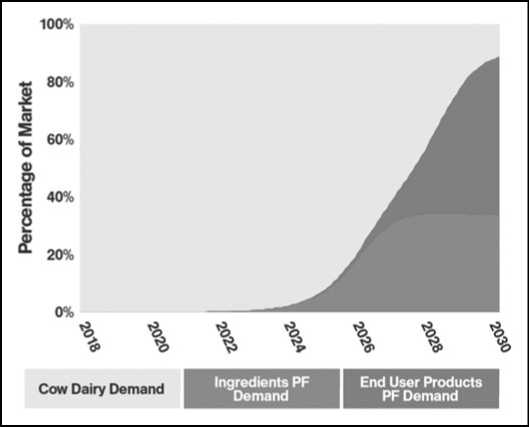 100%
80%
60%
40%
20%
0%
Percentage of Market
2018
2020
2022
2024
2026
2028
2030
Cow Dairy Demand
Ingredients PF
Demand
End User Products
PF Demand